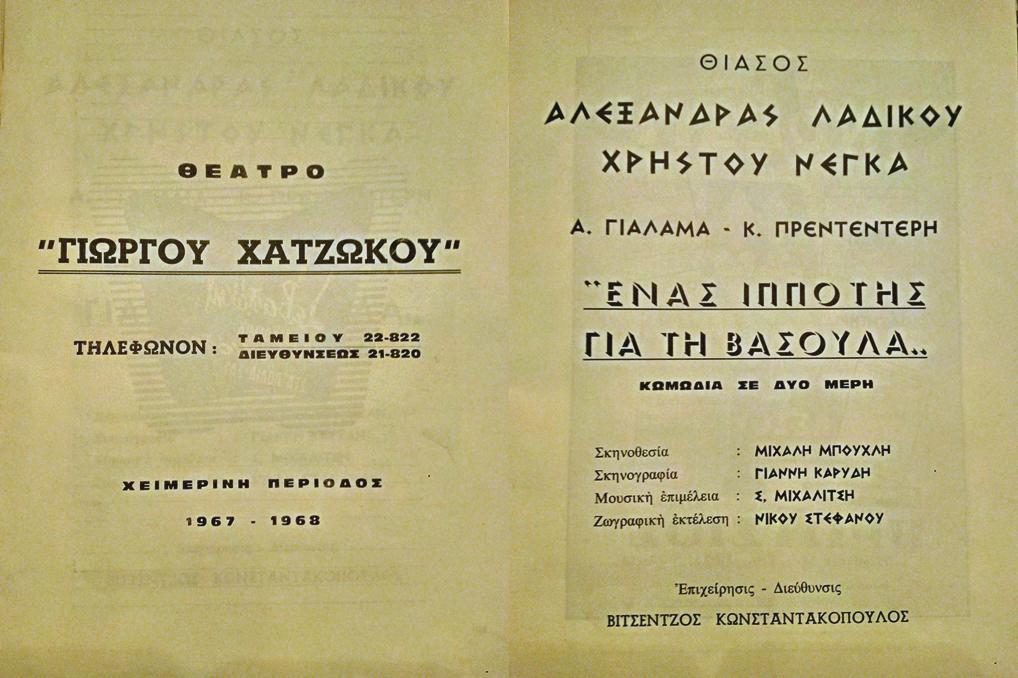 ΘΕΑΤΡΟ
"ΓΙΩΡΓΟΥ ΧΑΤΖΩΚΟΥ"
ΤΗΛΕΦΩΝΟΝ : ΤΑΜΕΙΟΥ 22-822
ΔΙΕΥΘΥΝΣΕΩΣ 21-820
ΧΕΙΜΕΡΙΝΗ ΠΕΡΙΟΔΟΣ
1967 - 1968
ΘΙΑΣΟΣ
ΑΛΕΞΑΝΔΡΑΣ ΛΑΔΙΚΟΥ
ΧΡΗΣΤΟΥ ΝΕΓΚΑ
Α. ΓΙΑΛΑΜΑ - Κ. ΠΡΕΝΤΕΝΤΕΡΗ
"ΕΝΑΣ ΙΠΠΟΤΗΣ
ΓΙΑ ΤΗ ΒΑΣΟΥΛΑ„
ΚΩΜΩΔΙΑ ΣΕ ΔΥΟ ΜΕΡΗ
Σκηνοθεσία : ΜΙΧΑΛΗ ΜΠΟΥΧΛΗ
Σκηνογραφία : ΓΙΑΝΝΗ ΚΑΡΥΔΗ
Μουσικὴ ἐπιμέλεια : Σ. ΜΙΧΑΛΙΤΣΗ
Ζωγραφικὴ ἐκτέλεση : ΝΙΚΟΥ ΣΤΕΦΑΝΟΥ
Ἐπιχείρησις - Διεύθυνσις
ΒΙΤΣΕΝΤΖΟΣ ΚΩΝΣΤΑΝΤΑΚΟΠΟΥΛΟΣ